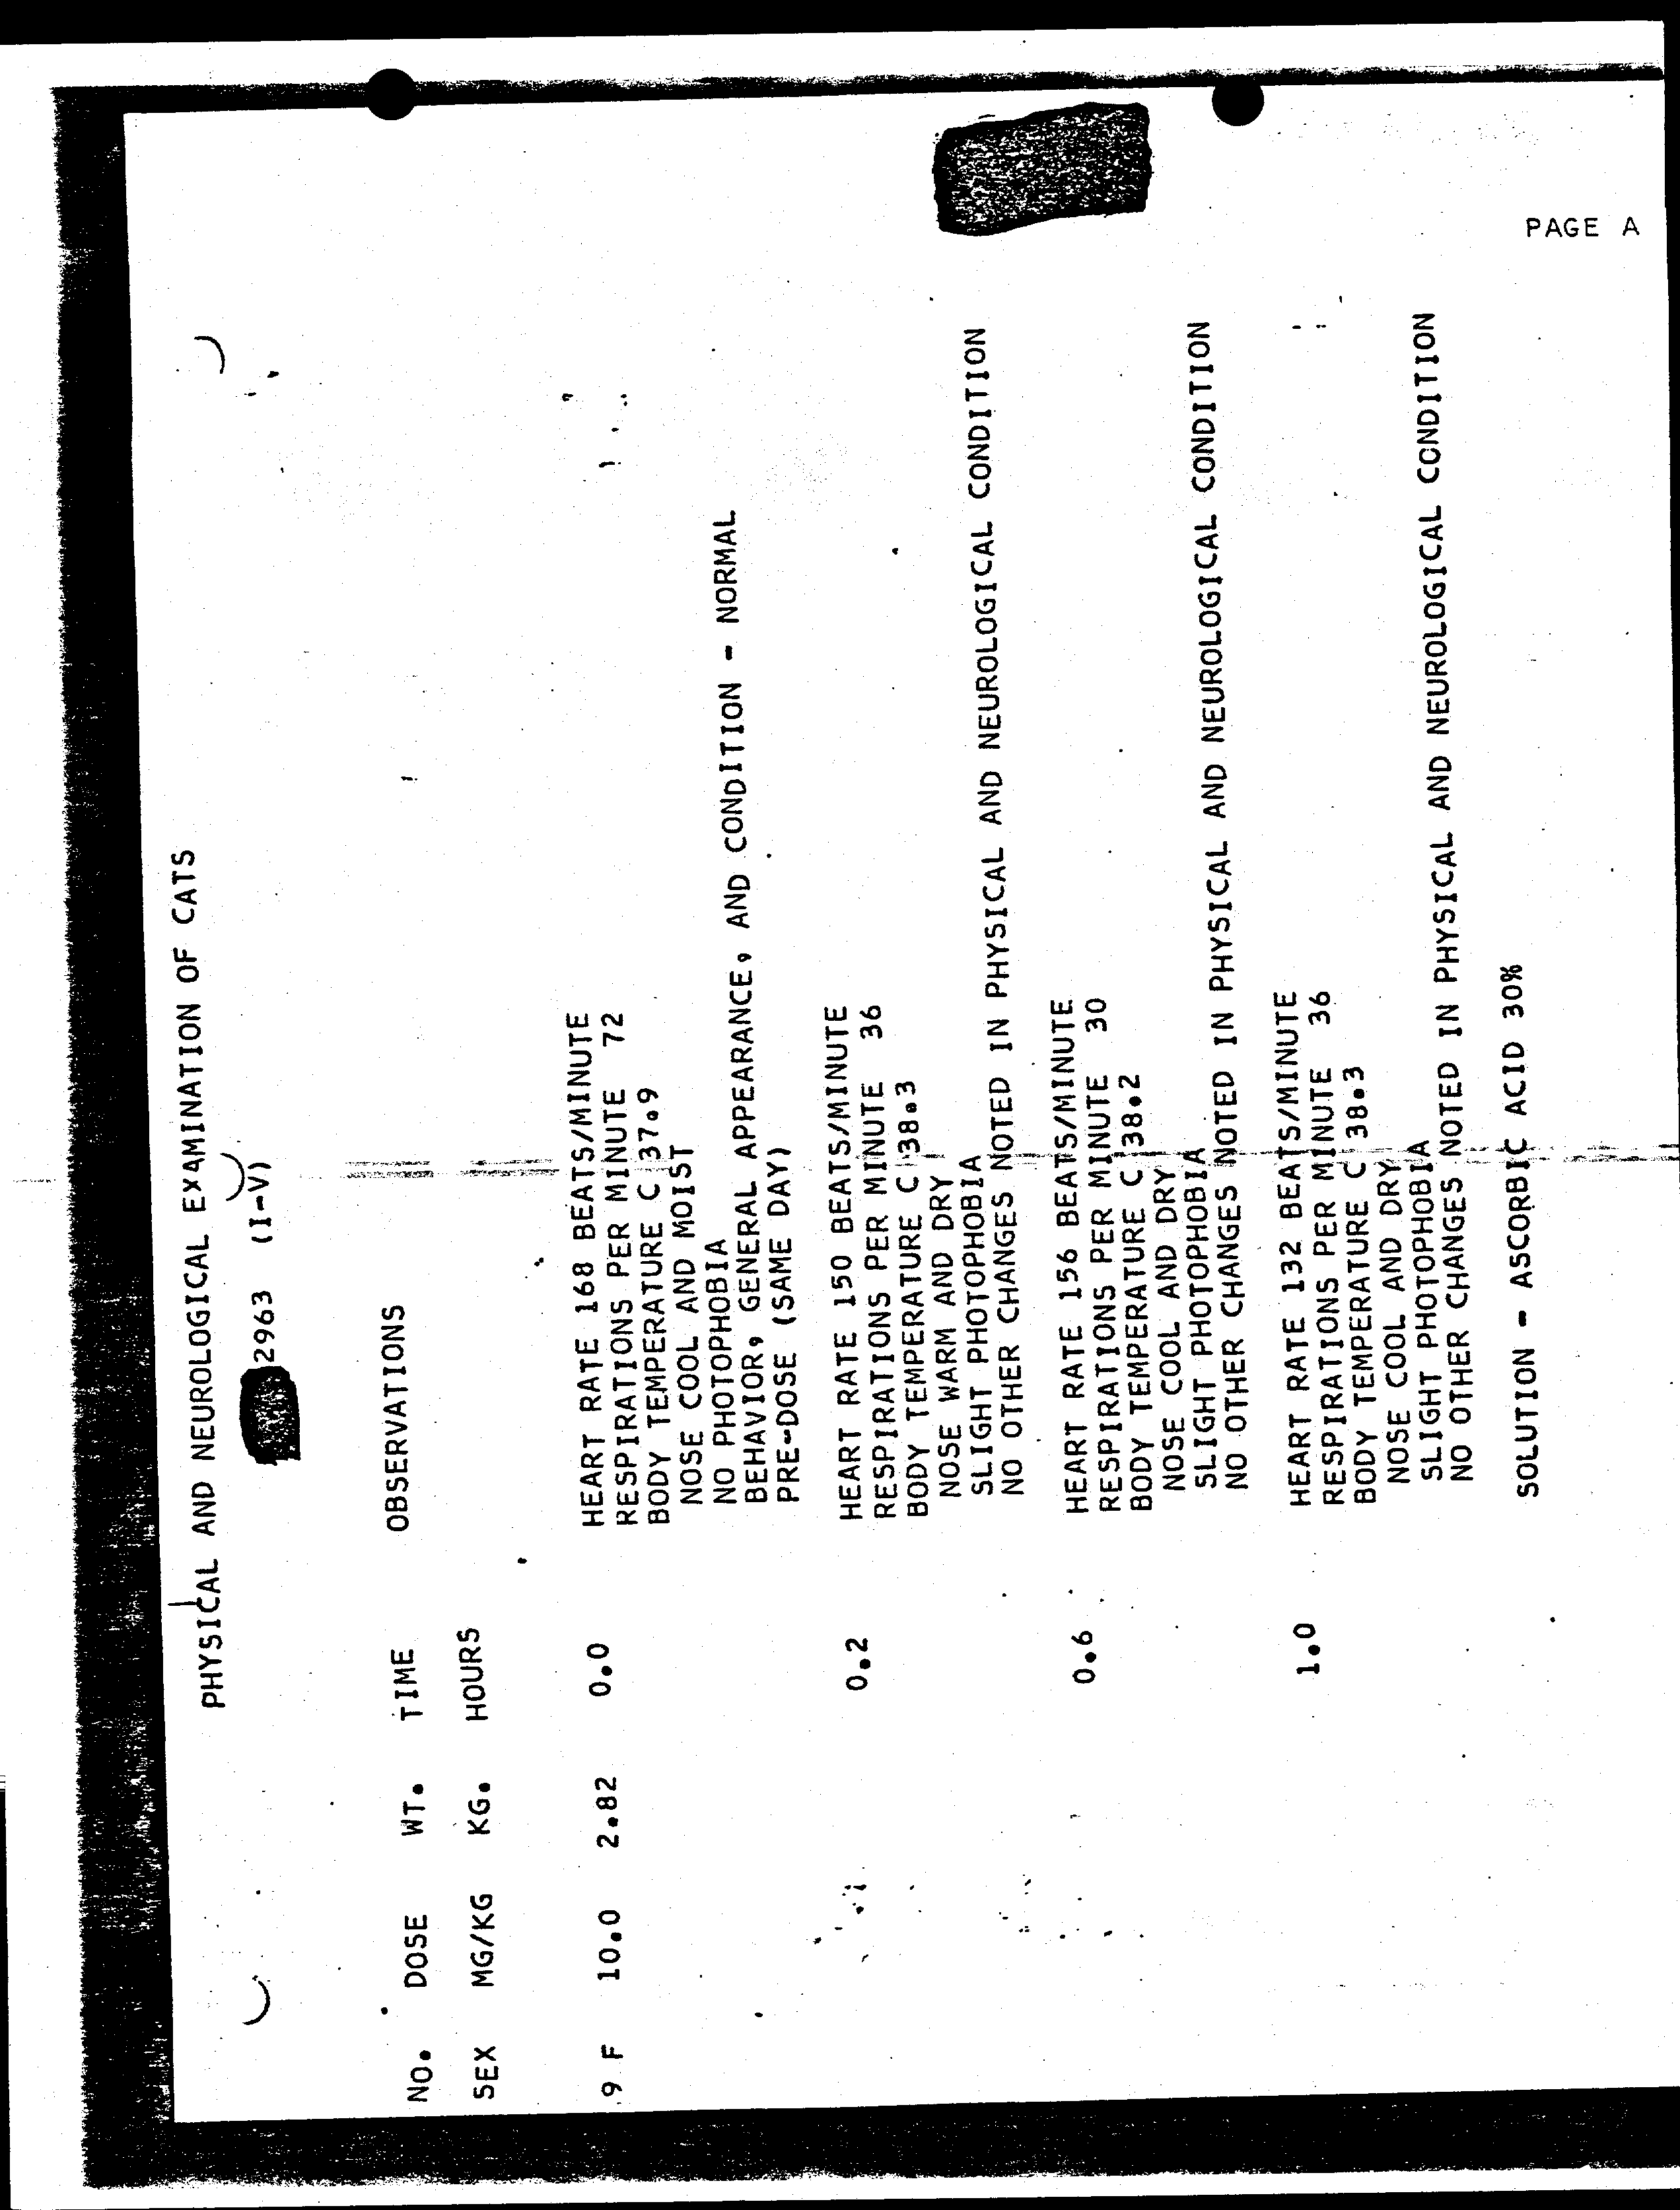 PHYSICAL AND NEUROLOGICAL EXAMINATION OF CATS
2963 (I-V)
NO. DOSE WT. TIME OBSERVATIONS
SEX MG/KG KG. HOURS
9 F 10.0 2.82 0.0 HEART RATE 168 BEATS/MINUTE
RESPIRATIONS PER MINUTE 72
BODY TEMPERATURE C 37.9
NOSE COOL AND MOIST
NO PHOTOPHOBIA
BEHAVIOR, GENERAL APPEARANCE, AND CONDITION - NORMAL
PRE-DOSE (SAME DAY)
0.2 HEART RATE 150 BEATS/MINUTE
RESPIRATIONS PER MINUTE 36
BODY TEMPERATURE C 38.3
NOSE WARM AND DRY
SLIGHT PHOTOPHOBIA
NO OTHER CHANGES NOTED IN PHYSICAL AND NEUROLOGICAL CONDITION
0.6 HEART RATE 156 BEATS/MINUTE
RESPIRATIONS PER MINUTE 30
BODY TEMPERATURE C 38.2
NOSE COOL AND DRY
SLIGHT PHOTOPHOBIA
NO OTHER CHANGES NOTED IN PHYSICAL AND NEUROLOGICAL CONDITION
1.0 HEART RATE 132 BEATS/MINUTE
RESPIRATIONS PER MINUTE 36
BODY TEMPERATURE C 38.3
NOSE COOL AND DRY
SLIGHT PHOTOPHOBIA
NO OTHER CHANGES NOTED IN PHYSICAL AND NEUROLOGICAL CONDITION
SOLUTION - ASCORBIC ACID 30%
PAGE A